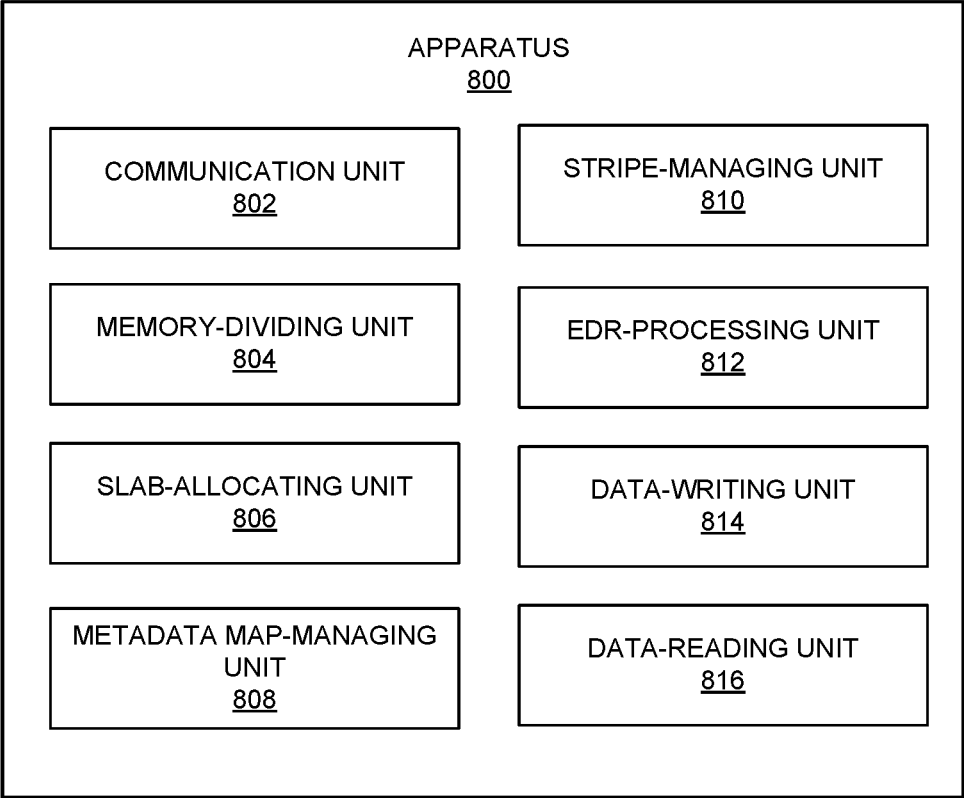 APPARATUS
800
COMMUNICATION UNIT
802
MEMORY-DIVIDING UNIT
804
SLAB-ALLOCATING UNIT
806
METADATA MAP-MANAGING
UNIT
808
STRIPE-MANAGING UNIT
810
EDR-PROCESSING UNIT
812
DATA-WRITING UNIT
814
DATA-READING UNIT
816